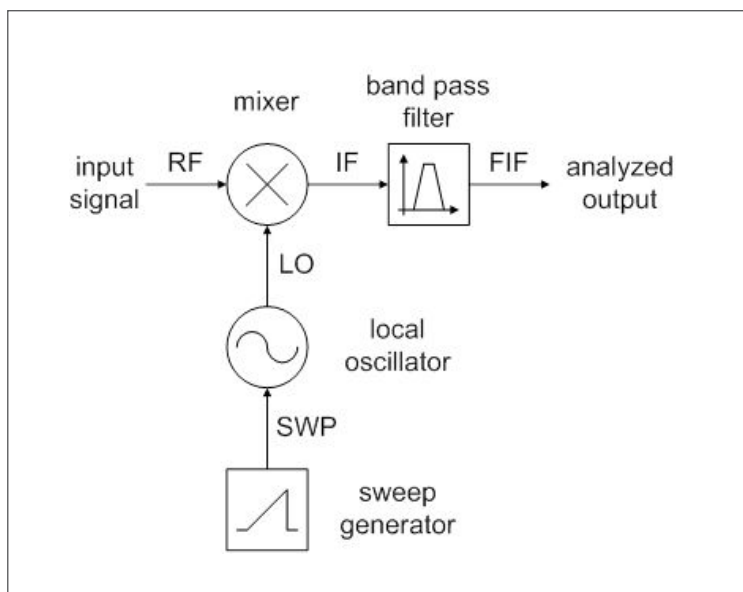 mixer
band pass
filter
input
signal
RF
IF
FIF
analyzed
output
LO
local
oscillator
SWP
sweep
generator